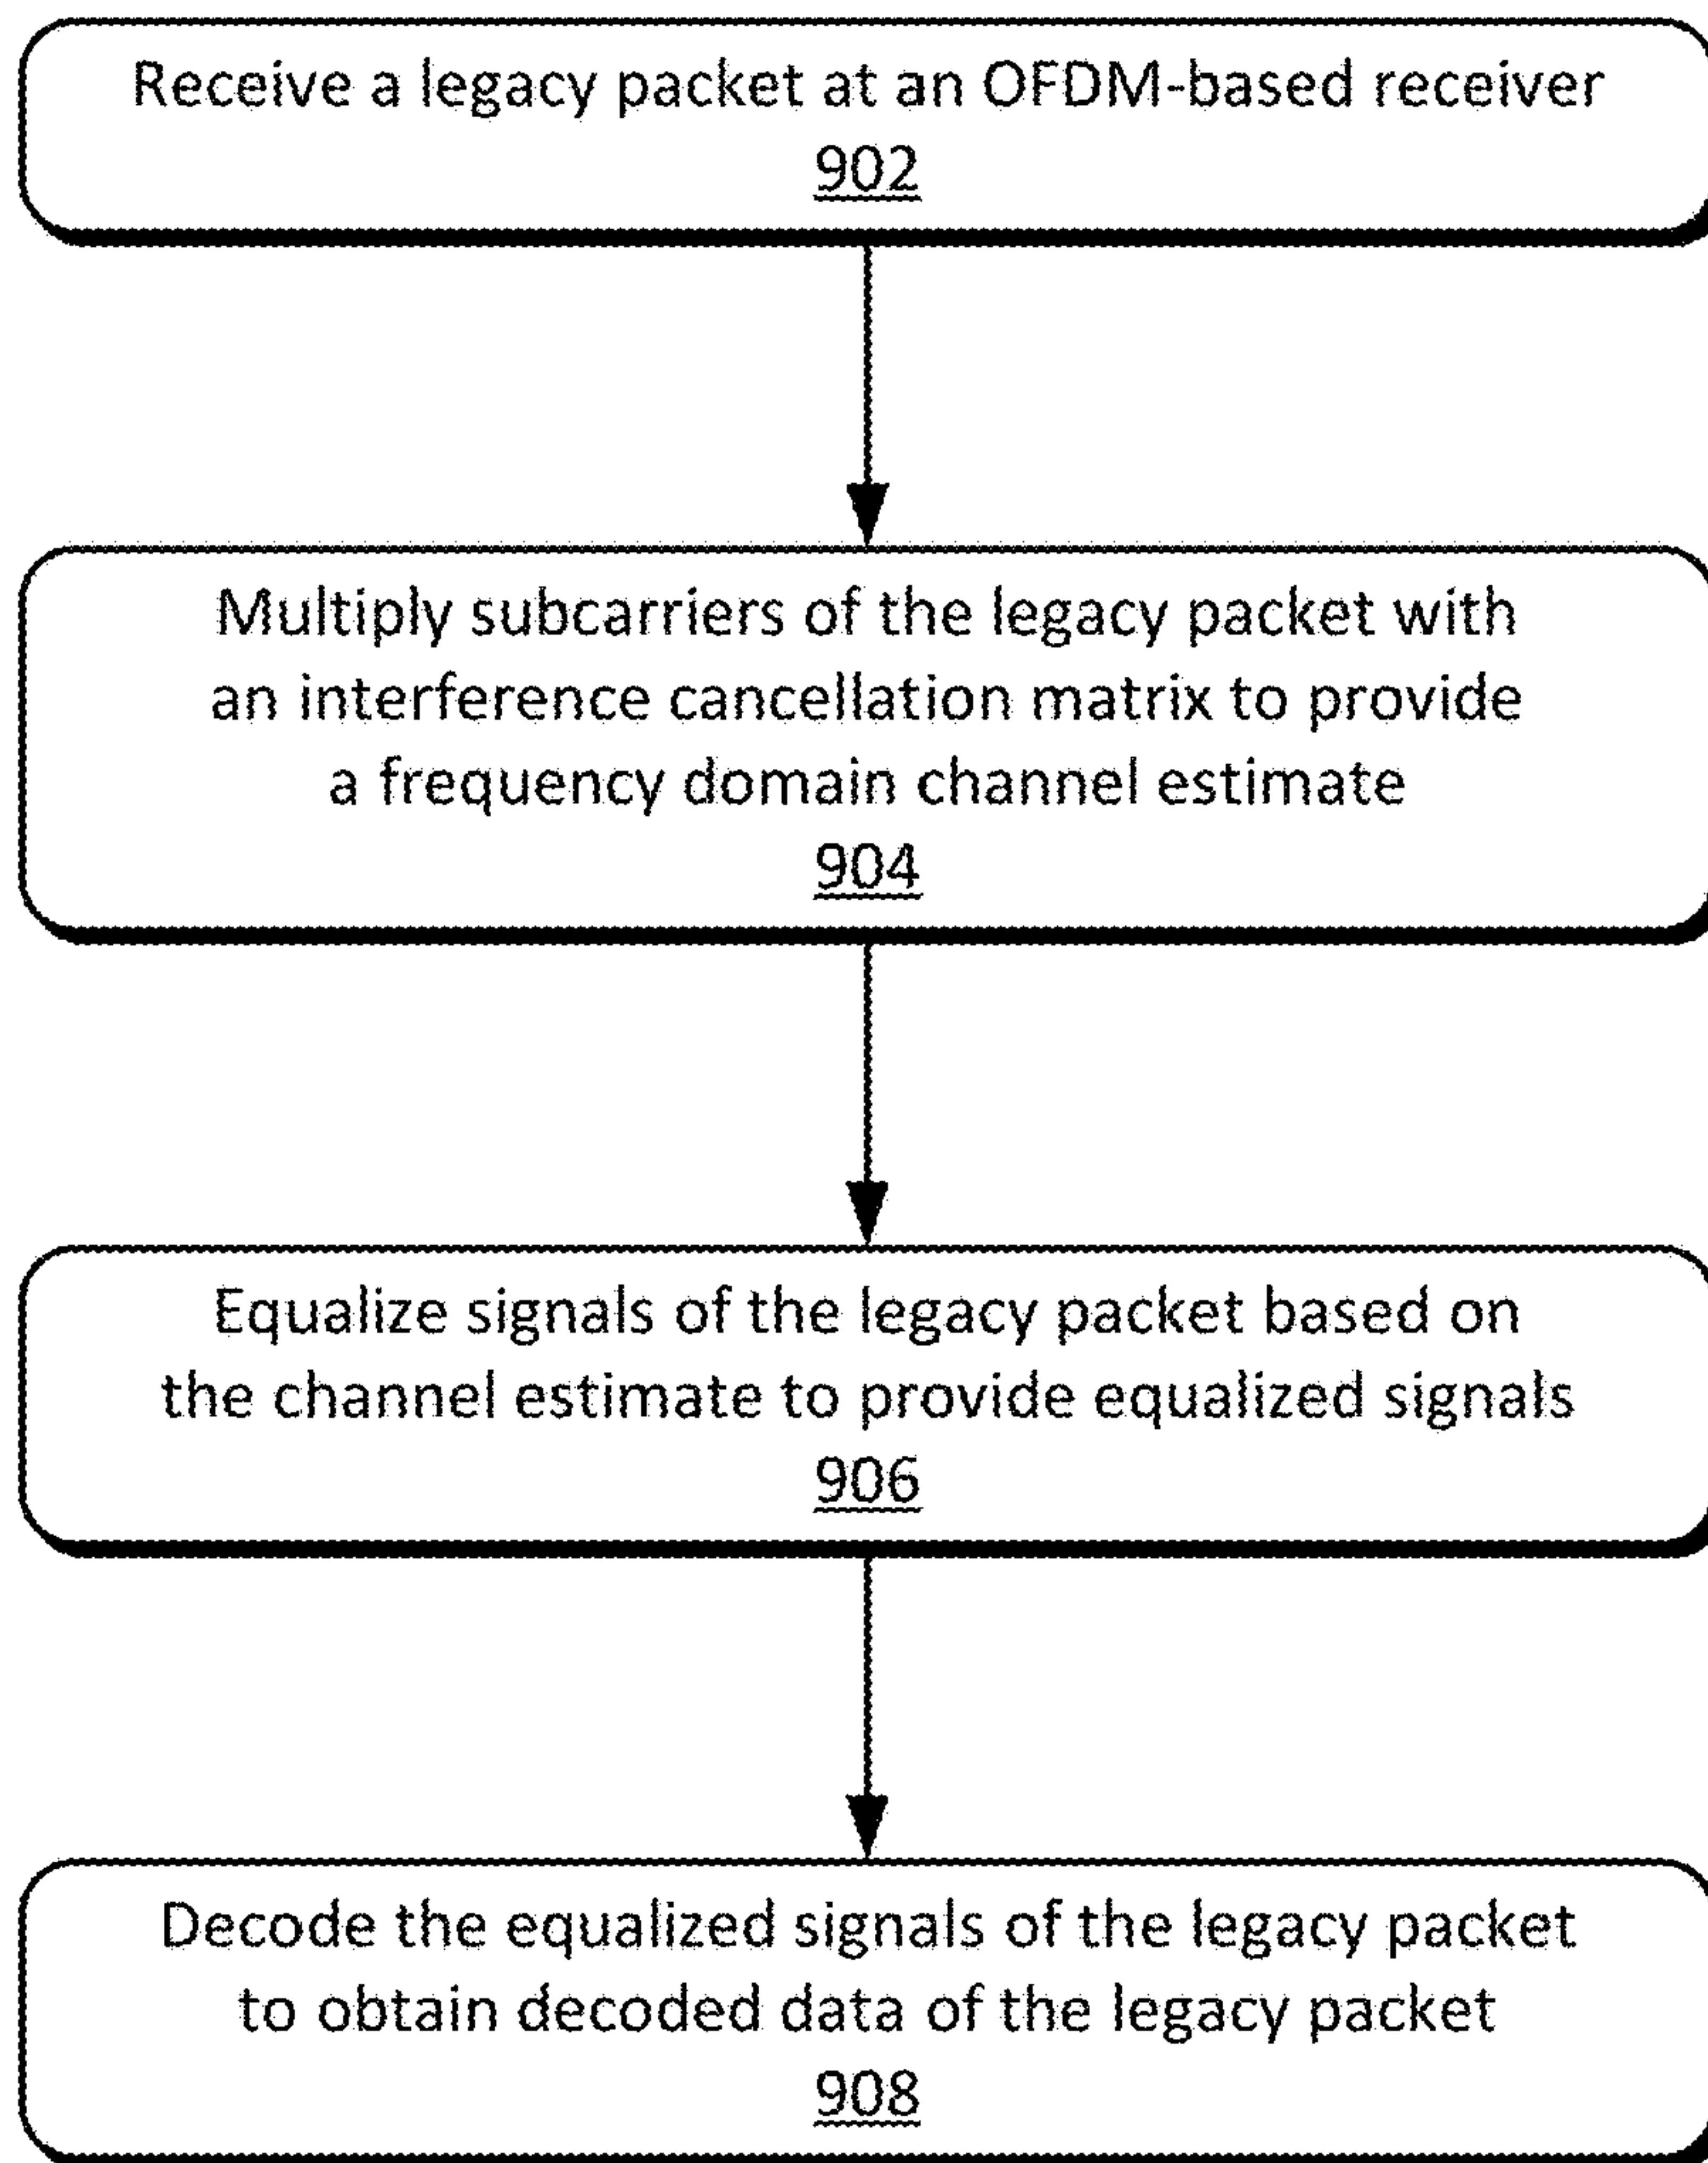 Receive a legacy packet at an OFDM-based receiver
902
Multiply subcarriers of the legacy packet with
an interference cancellation matrix to provide
a frequency domain channel estimate
904
Equalize signals of the legacy packet based on
the channel estimate to provide equalized signals
906
Decode the equalized signals of the legacy packet
to obtain decoded data of the legacy packet
908